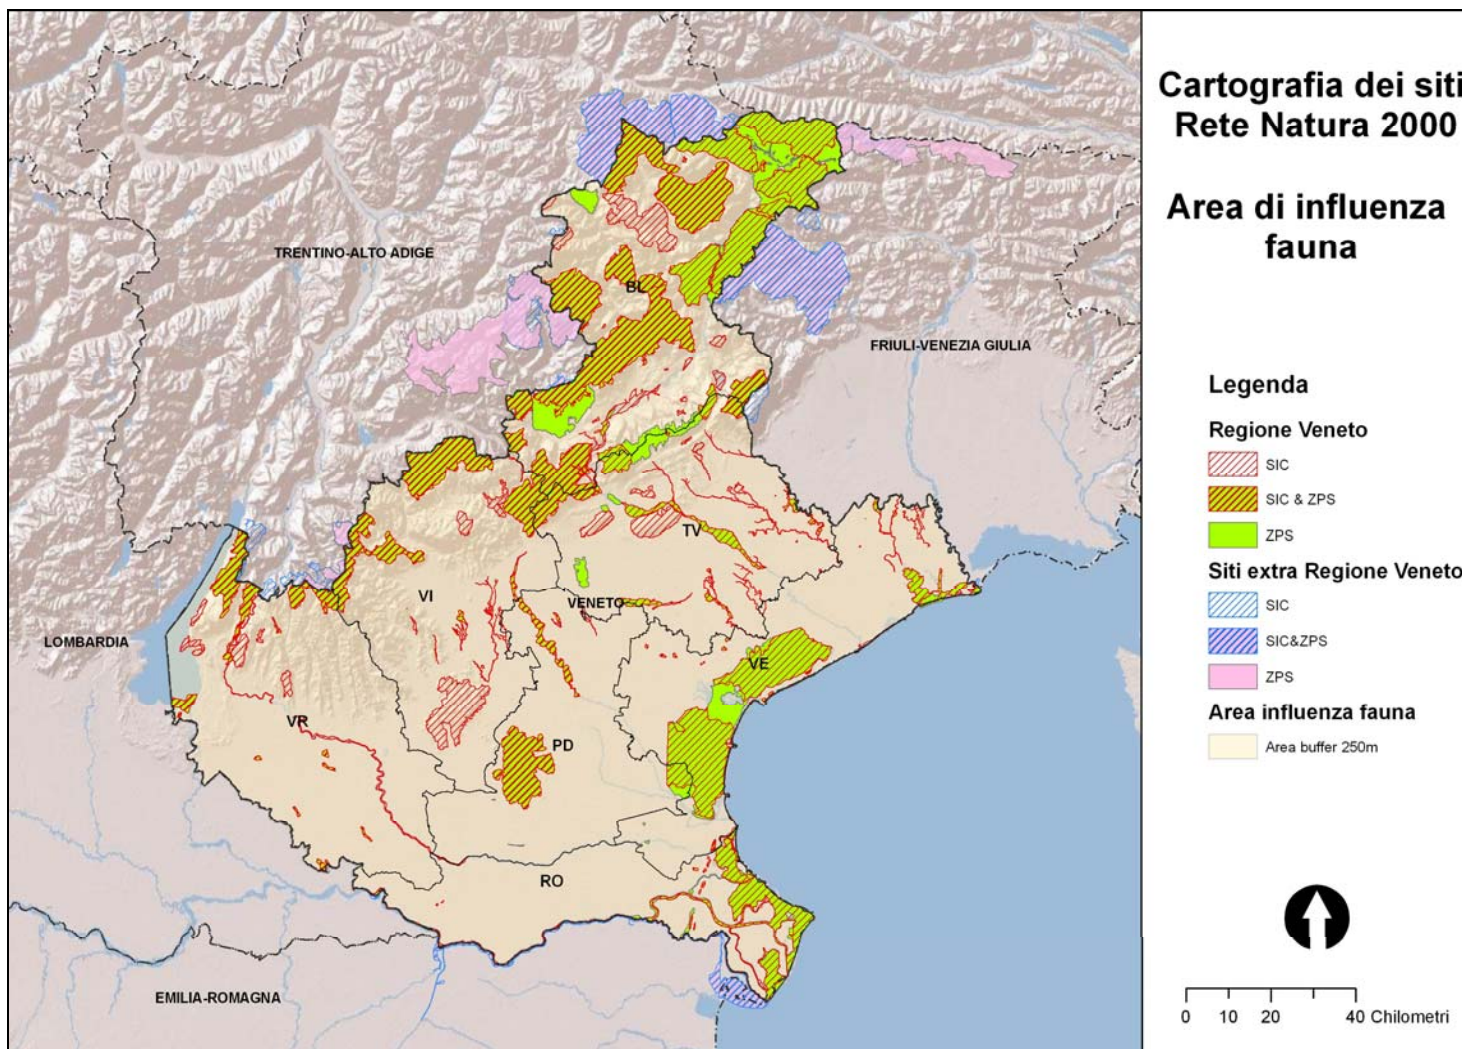 Cartografia dei siti
Rete Natura 2000
Area di influenza
fauna
TRENTINO-ALTO ADIGE
BL
FRIULI-VENEZIA GIULIA
TV
VI
VENETO
LOMBARDIA
VE
VR
PD
RO
EMILIA-ROMAGNA
Legenda
Regione Veneto
SIC
SIC & ZPS
ZPS
Siti extra Regione Veneto
SIC
SIC&ZPS
ZPS
Area influenza fauna
Area buffer 250m
0 10 20 40 Chilometri